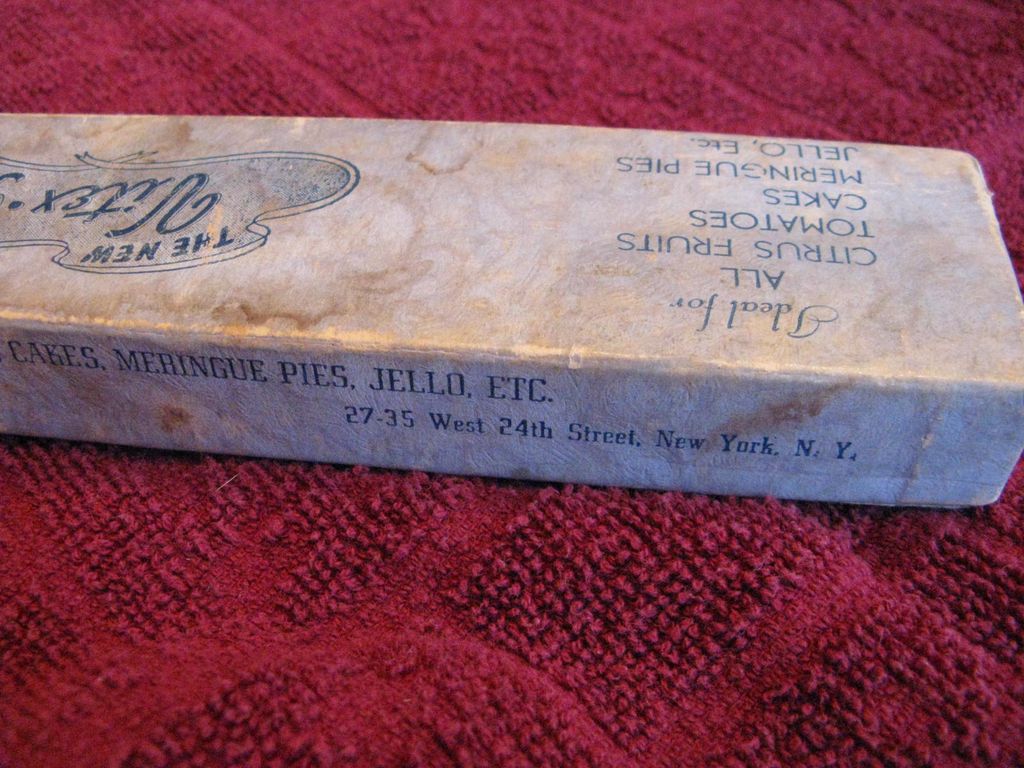 THE NEW
Vitex
Ideal for
ALL
CITRUS FRUITS
TOMATOES
CAKES
MERINGUE PIES
JELLO, Etc.
CAKES, MERINGUE PIES, JELLO, ETC.
27-35 West 24th Street, New York, N. Y.